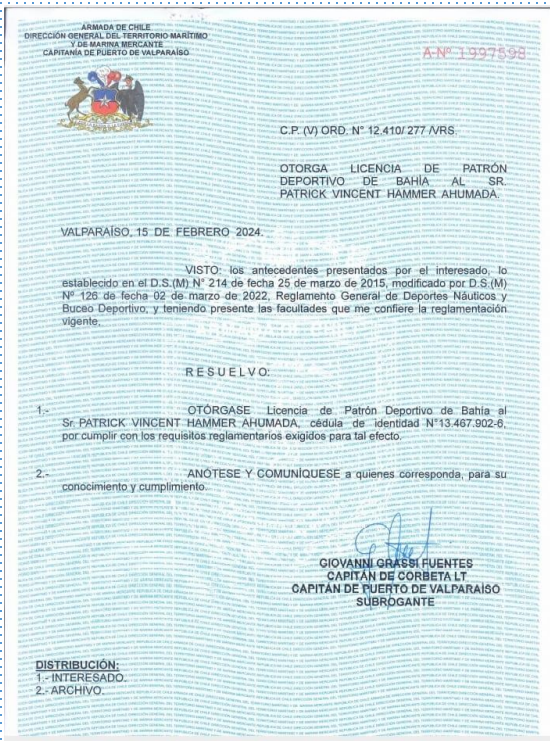 ARMADA DE CHILE
DIRECCIÓN GENERAL DEL TERRITORIO MARÍTIMO
Y DE MARINA MERCANTE
CAPITANÍA DE PUERTO DE VALPARAÍSO
A-Nº 1997598
C.P. (V) ORD. N° 12.410/ 277 /VRS.
OTORGA LICENCIA DE PATRÓN
DEPORTIVO DE BAHÍA AL SR.
PATRICK VINCENT HAMMER AHUMADA.
VALPARAÍSO, 15 DE FEBRERO 2024.
VISTO: los antecedentes presentados por el interesado, lo
establecido en el D.S.(M) N° 214 de fecha 25 de marzo de 2015, modificado por D.S.(M)
Nº 126 de fecha 02 de marzo de 2022, Reglamento General de Deportes Náuticos y
Buceo Deportivo, y teniendo presente las facultades que me confiere la reglamentación
vigente,
R E S U E L V O:
1.- OTÓRGASE Licencia de Patrón Deportivo de Bahía al
Sr. PATRICK VINCENT HAMMER AHUMADA, cédula de identidad N°13.467.902-6,
por cumplir con los requisitos reglamentarios exigidos para tal efecto.
2.- ANÓTESE Y COMUNÍQUESE a quienes corresponda, para su
conocimiento y cumplimiento.
GIOVANNI GRASSI FUENTES
CAPITÁN DE CORBETA LT
CAPITÁN DE PUERTO DE VALPARAÍSO
SUBROGANTE
DISTRIBUCIÓN:
1.- INTERESADO.
2.- ARCHIVO.